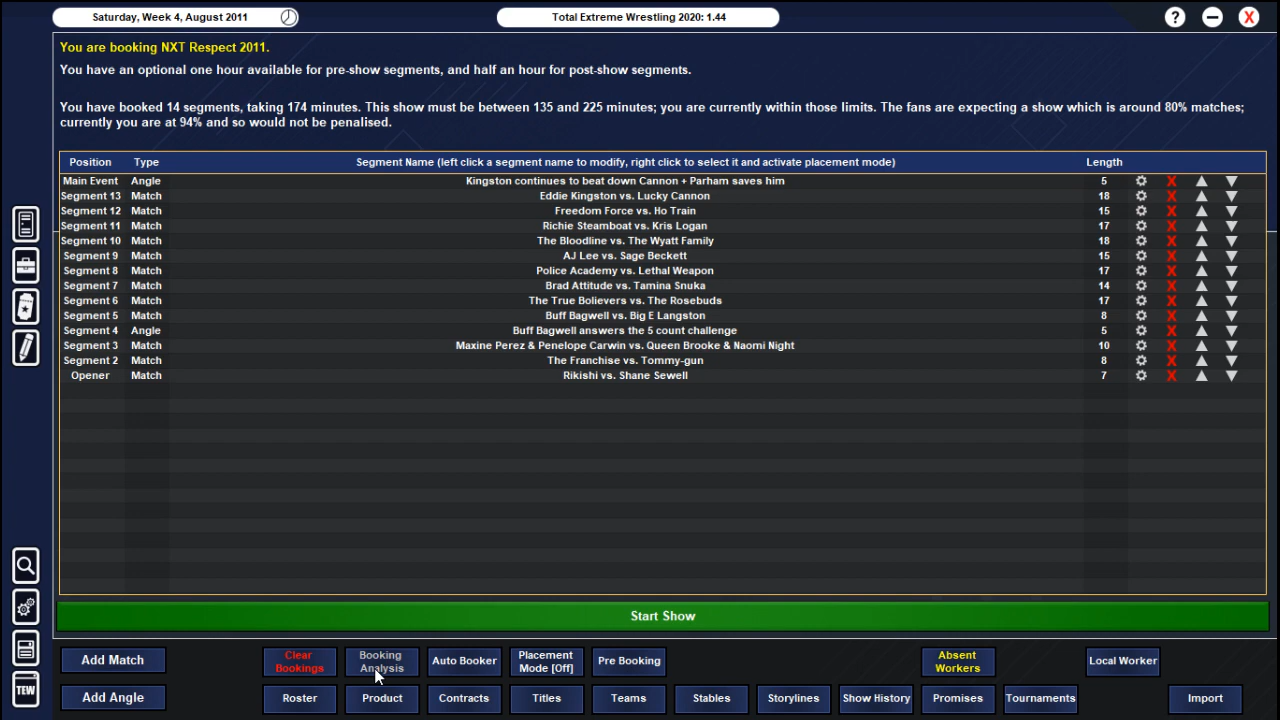 Saturday, Week 4, August 2011
Total Extreme Wrestling 2020: 1.44
? X
You are booking NXT Respect 2011.
You have an optional one hour available for pre-show segments, and half an hour for post-show segments.
You have booked 14 segments, taking 174 minutes. This show must be between 135 and 225 minutes; you are currently within those limits. The fans are expecting a show which is around 80% matches;
currently you are at 94% and so would not be penalised.
Position Type Segment Name (left click a segment name to modify, right click to select it and activate placement mode) Length
Main Event Angle Kingston continues to beat down Cannon + Parham saves him 5 X
Segment 13 Match Eddie Kingston vs. Lucky Cannon 18 X
Segment 12 Match Freedom Force vs. Ho Train 15 X
Segment 11 Match Richie Steamboat vs. Kris Logan 17 X
Segment 10 Match The Bloodline vs. The Wyatt Family 18 X
Segment 9 Match AJ Lee vs. Sage Beckett 15 X
Segment 8 Match Police Academy vs. Lethal Weapon 17 X
Segment 7 Match Brad Attitude vs. Tamina Snuka 14 X
Segment 6 Match The True Bolievers vs. The Rosebuds 17 X
Segment 5 Match Buff Bagwell vs. Big E Langston 8 X
Segment 4 Angle Buff Bagwell answers the 5 count challenge 5 X
Segment 3 Match Maxine Perez & Penelope Carwin vs. Queen Brooke & Naomi Night 10 X
Segment 2 Match The Franchise vs. Tommy-gun 8 X
Opener Match Rikishi vs. Shane Sewell 7 X
Start Show
Add Match
Clear
Bookings
Booking
Analysis
Auto Booker
Placement
Mode [Off]
Pre Booking
Absent
Workers
Local Worker
TEW
Add Angle
Roster
Product
Contracts
Titles
Teams
Stables
Storylines
Show History
Promises
Tournaments
Import